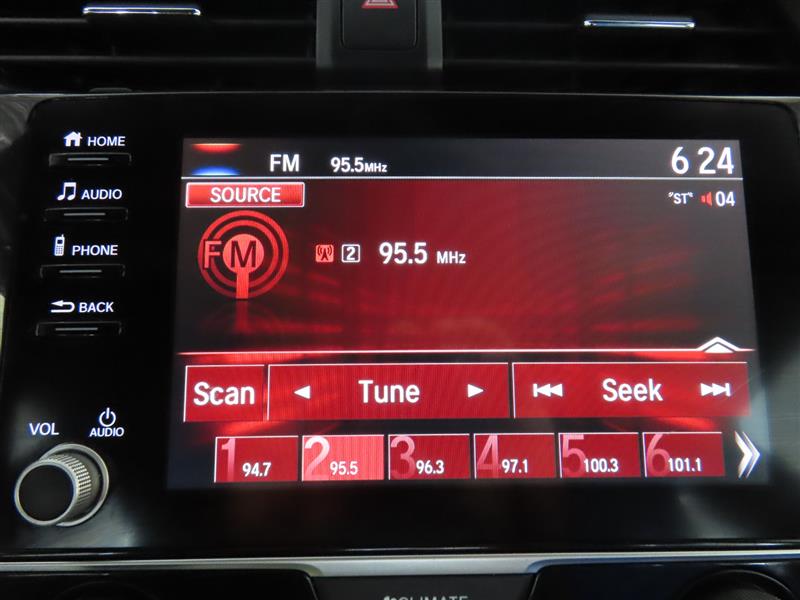 HOME
AUDIO
PHONE
BACK
VOL
AUDIO
FM 95.5MHz 6 24
SOURCE
"ST" 04
FM
2 95.5 MHz
Scan Tune Seek
1 94.7 2 95.5 3 96.3 4 97.1 5 100.3 6 101.1
CLIMATE